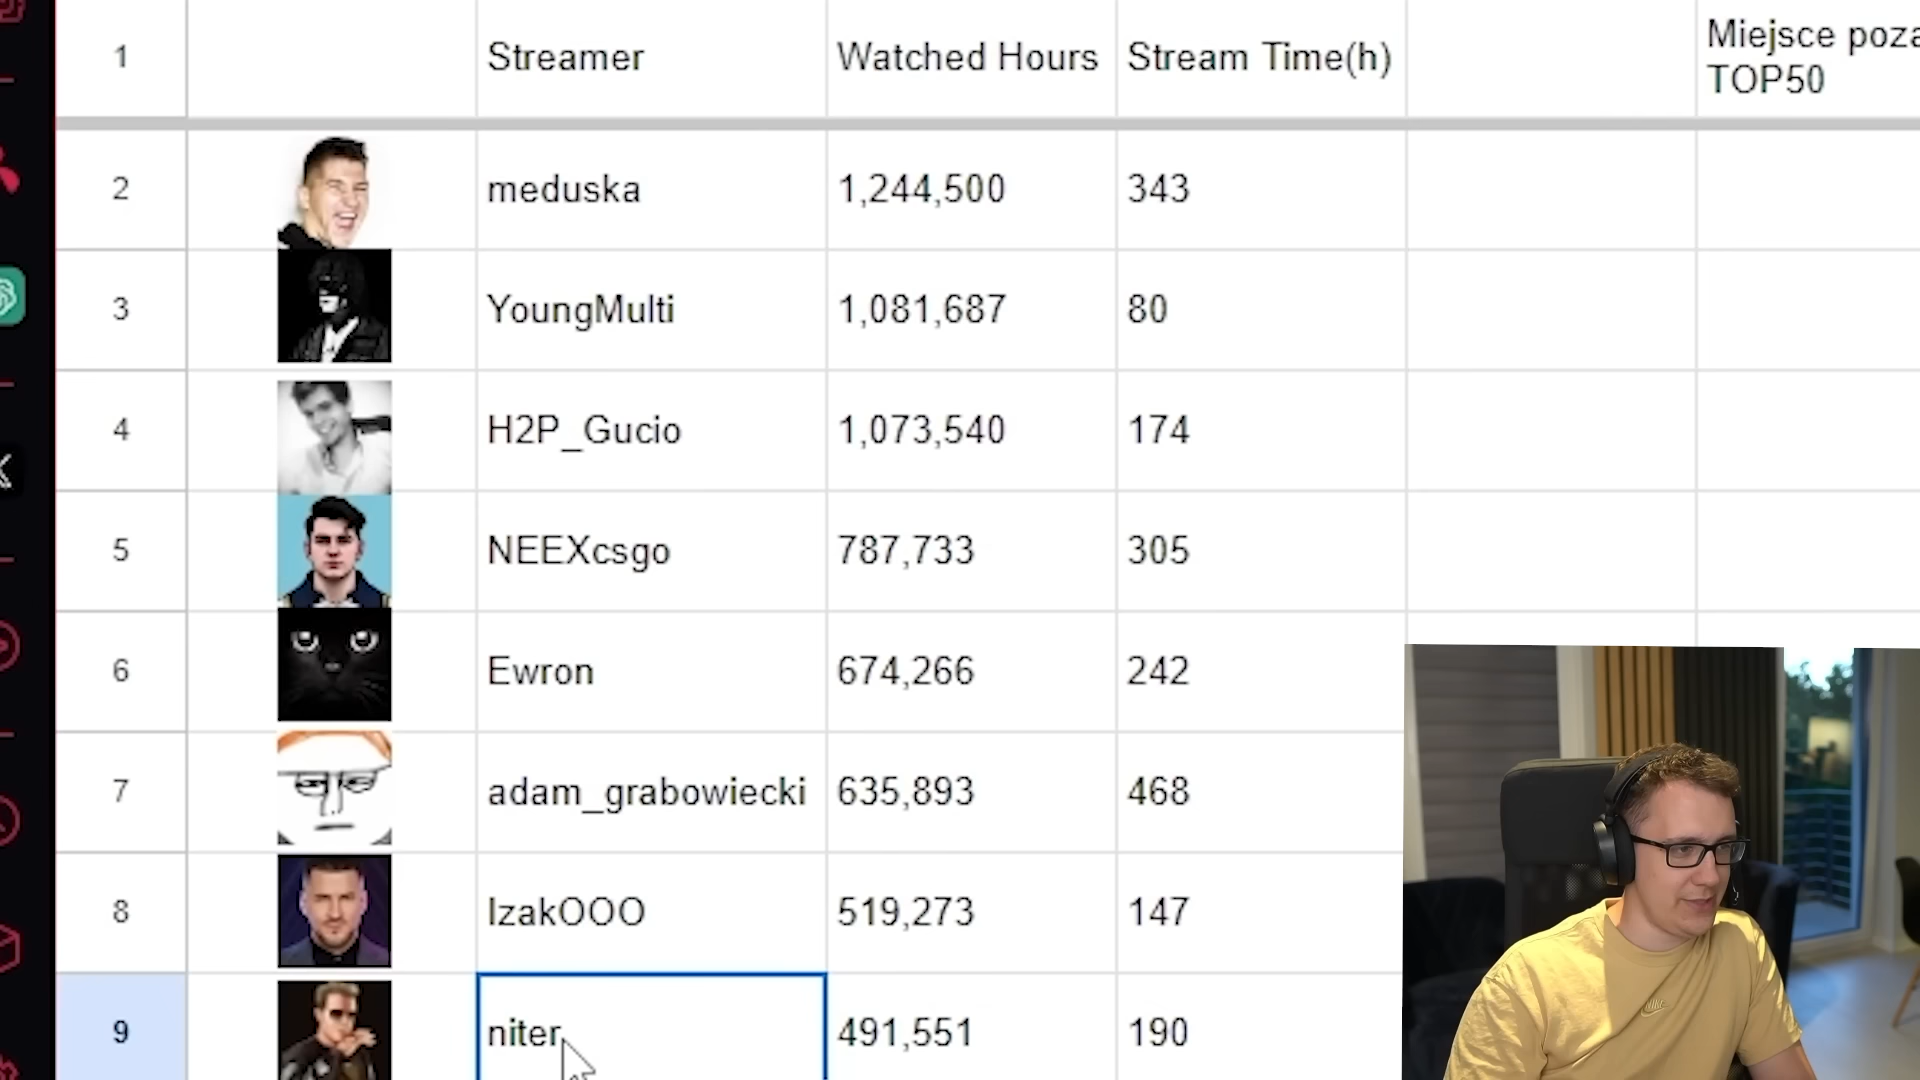 1 Streamer Watched Hours Stream Time(h) Miejsce poza
TOP50
2 meduska 1,244,500 343
3 YoungMulti 1,081,687 80
4 H2P_Gucio 1,073,540 174
5 NEEXcsgo 787,733 305
6 Ewron 674,266 242
7 adam_grabowiecki 635,893 468
8 IzakOOO 519,273 147
9 niter 491,551 190